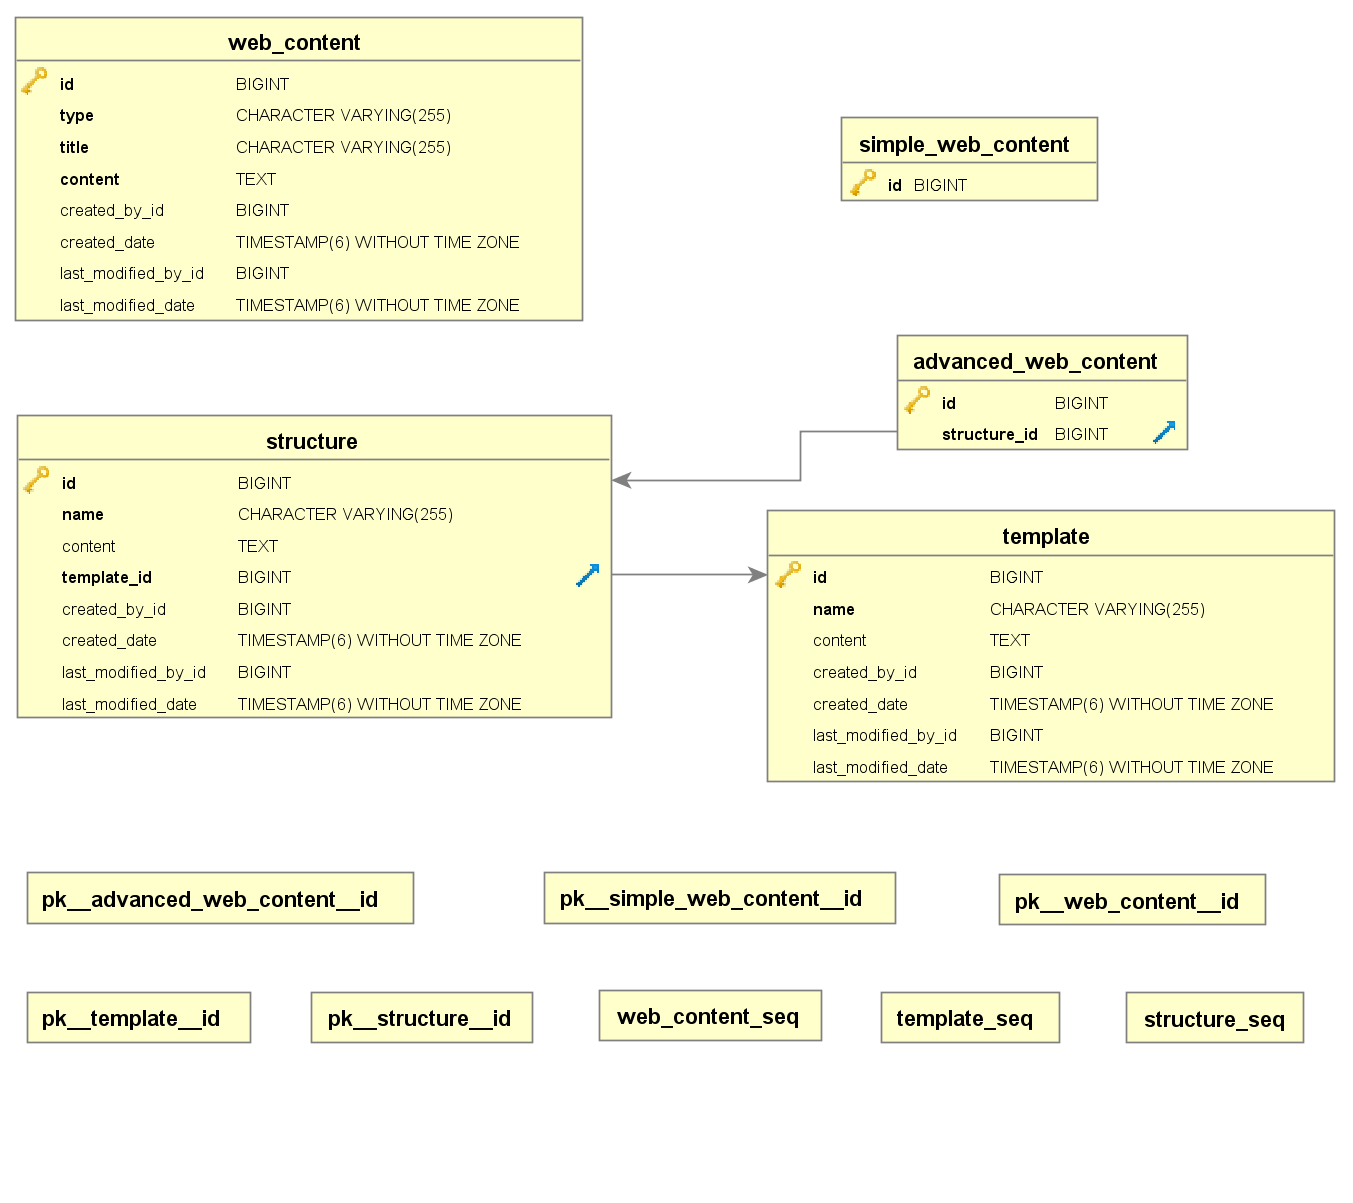 web_content
id BIGINT
type CHARACTER VARYING(255)
title CHARACTER VARYING(255)
content TEXT
created_by_id BIGINT
created_date TIMESTAMP(6) WITHOUT TIME ZONE
last_modified_by_id BIGINT
last_modified_date TIMESTAMP(6) WITHOUT TIME ZONE
simple_web_content
id BIGINT
advanced_web_content
id BIGINT
structure_id BIGINT
structure
id BIGINT
name CHARACTER VARYING(255)
content TEXT
template_id BIGINT
created_by_id BIGINT
created_date TIMESTAMP(6) WITHOUT TIME ZONE
last_modified_by_id BIGINT
last_modified_date TIMESTAMP(6) WITHOUT TIME ZONE
template
id BIGINT
name CHARACTER VARYING(255)
content TEXT
created_by_id BIGINT
created_date TIMESTAMP(6) WITHOUT TIME ZONE
last_modified_by_id BIGINT
last_modified_date TIMESTAMP(6) WITHOUT TIME ZONE
pk__advanced_web_content__id
pk__simple_web_content__id
pk__web_content__id
pk__template__id
pk__structure__id
web_content_seq
template_seq
structure_seq